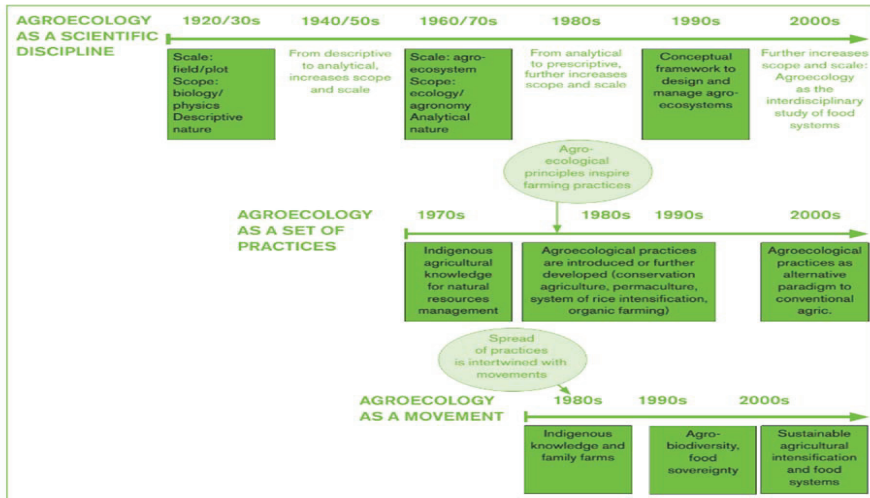 AGROECOLOGY
AS A SCIENTIFIC
DISCIPLINE
1920/30s
1940/50s
1960/70s
1980s
1990s
2000s
Scale:
field/plot
Scope:
biology/
physics
Descriptive
nature
From descriptive
to analytical,
increases scope
and scale
Scale: agro-
ecosystem
Scope:
ecology/
agronomy
Analytical
nature
From analytical
to prescriptive,
further increases
scope and scale
Conceptual
framework to
design and
manage agro-
ecosystems
Further increases
scope and scale:
Agroecology
as the
interdisciplinary
study of food
systems
Agro-
ecological
principles inspire
farming practices
AGROECOLOGY
AS A SET OF
PRACTICES
1970s
1980s
1990s
2000s
Indigenous
agricultural
knowledge
for natural
resources
management
Agroecological practices
are introduced or further
developed (conservation
agriculture, permaculture,
system of rice intensification,
organic farming)
Agroecological
practices as
alternative
paradigm to
conventional
agric.
Spread
of practices
is intertwined with
movements
AGROECOLOGY
AS A MOVEMENT
1980s
1990s
2000s
Indigenous
knowledge and
family farms
Agro-
biodiversity,
food
sovereignty
Sustainable
agricultural
intensification
and food
systems